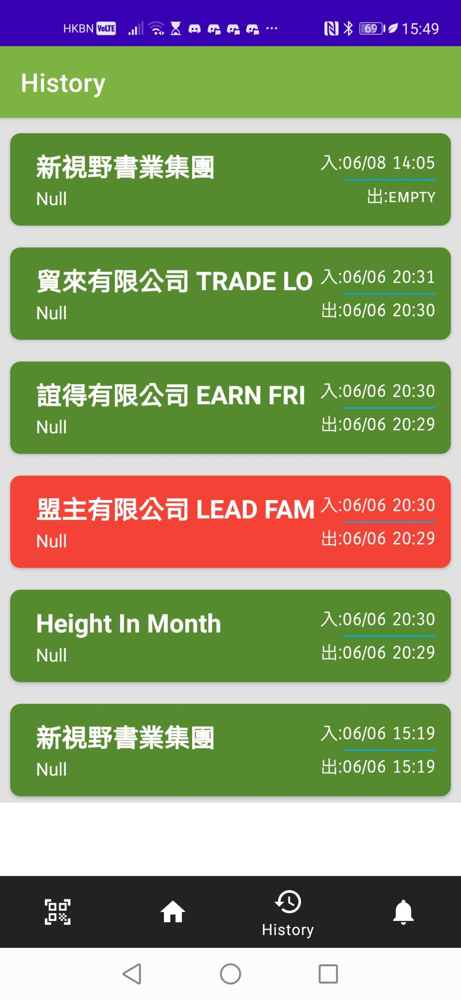 HKBN VoLTE 69 15:49
History
新視野書業集團
Null
入:06/08 14:05
出:EMPTY
貿來有限公司 TRADE LO
Null
入:06/06 20:31
出:06/06 20:30
誼得有限公司 EARN FRI
Null
入:06/06 20:30
出:06/06 20:29
盟主有限公司 LEAD FAM
Null
入:06/06 20:30
出:06/06 20:29
Height In Month
Null
入:06/06 20:30
出:06/06 20:29
新視野書業集團
Null
入:06/06 15:19
出:06/06 15:19
History